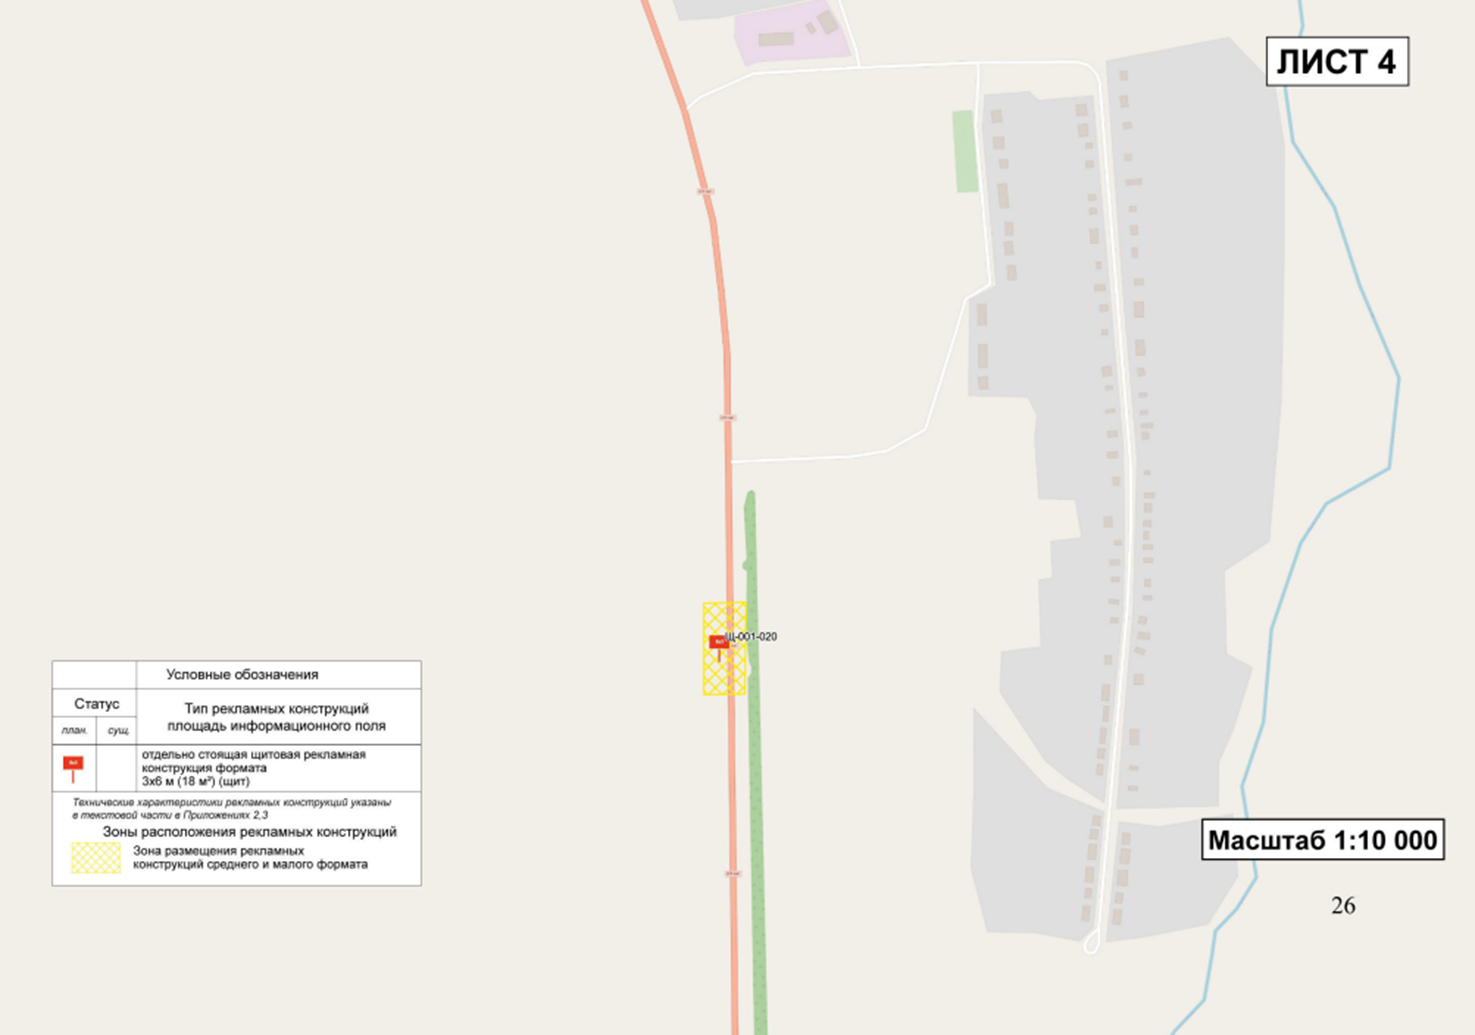 ЛИСТ 4
Щ-001-020
Условные обозначения
Статус
Тип рекламных конструкций
площадь информационного поля
план.
сущ.
отдельно стоящая щитовая рекламная
конструкция формата
3х6 м (18 м²) (щит)
Технические характеристики рекламных конструкций указаны
в текстовой части в Приложениях 2,3
Зоны расположения рекламных конструкций
Зона размещения рекламных
конструкций среднего и малого формата
Масштаб 1:10 000
26